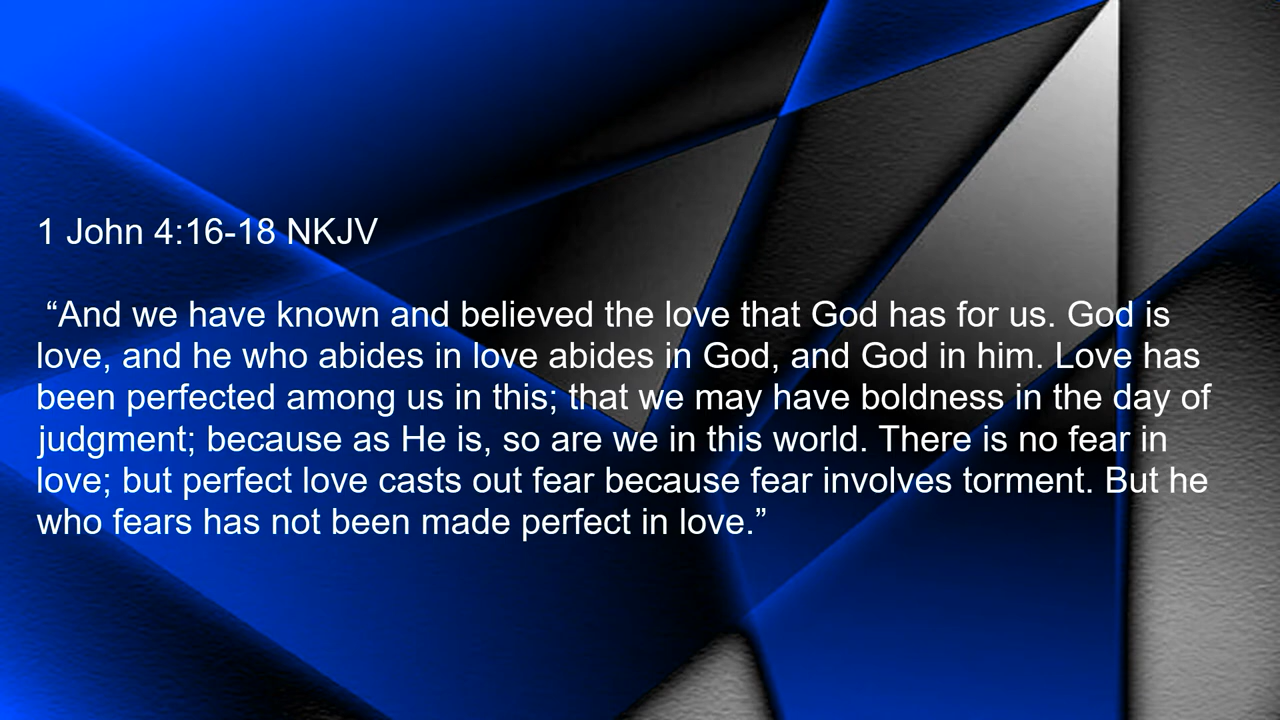 1 John 4:16-18 NKJV
“And we have known and believed the love that God has for us. God is
love, and he who abides in love abides in God, and God in him. Love has
been perfected among us in this; that we may have boldness in the day of
judgment; because as He is, so are we in this world. There is no fear in
love; but perfect love casts out fear because fear involves torment. But he
who fears has not been made perfect in love.”